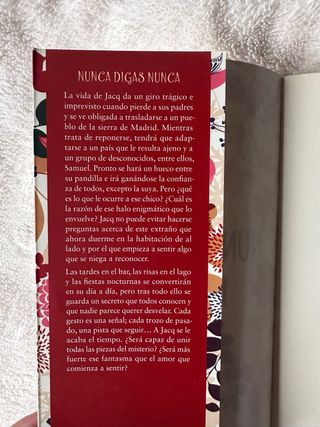 NUNCA DIGAS NUNCA
La vida de Jacq da un giro trágico e
imprevisto cuando pierde a sus padres
y se ve obligada a trasladarse a un pue-
blo de la sierra de Madrid. Mientras
trata de reponerse, tendrá que adap-
tarse a un país que le resulta ajeno y a
un grupo de desconocidos, entre ellos,
Samuel. Pronto se hará un hueco entre
su pandilla e irá ganándose la confian-
za de todos, excepto la suya. Pero ¿qué
es lo que le ocurre a ese chico? ¿Cuál es
la razón de ese halo enigmático que lo
envuelve? Jacq no puede evitar hacerse
preguntas acerca de este extraño que
ahora duerme en la habitación de al
lado y por el que empieza a sentir algo
que se niega a reconocer.
Las tardes en el bar, las risas en el lago
y las fiestas nocturnas se convertirán
en su día a día, pero tras todo ello se
guarda un secreto que todos conocen y
que nadie parece querer desvelar. Cada
gesto es una señal; cada trozo de pasa-
do, una pista que seguir... A Jacq se le
acaba el tiempo. ¿Será capaz de unir
todas las piezas del misterio? ¿Será más
fuerte ese fantasma que el amor que
comienza a sentir?